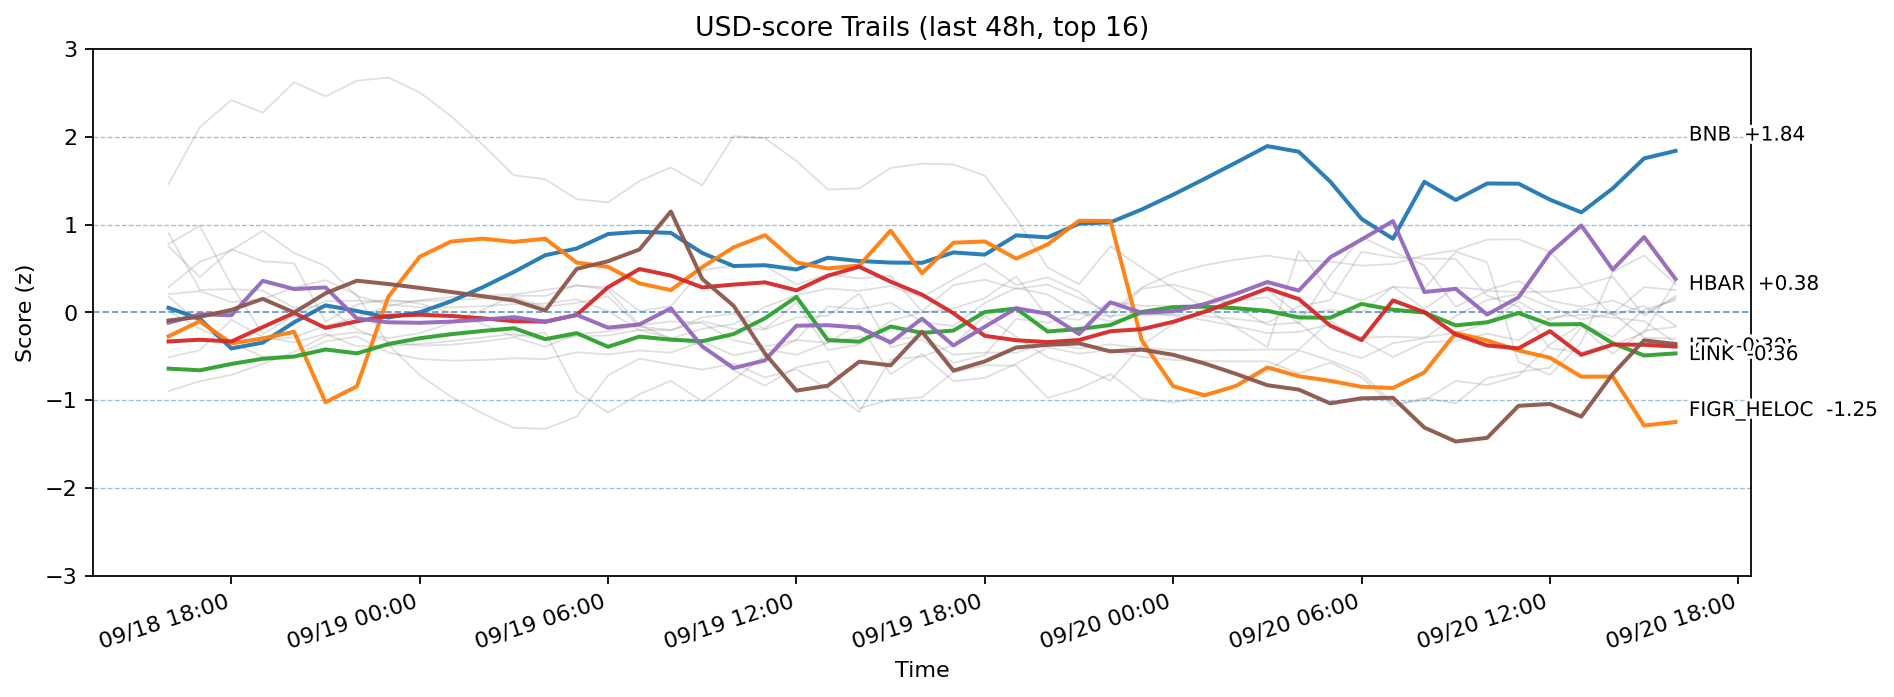 USD-score Trails (last 48h, top 16)
3
2
1
0
−1
−2
−3
Score (z)
BNB +1.84
HBAR +0.38
LINK -0.36
FIGR_HELOC -1.25
09/18 18:00
09/19 00:00
09/19 06:00
09/19 12:00
09/19 18:00
09/20 00:00
09/20 06:00
09/20 12:00
09/20 18:00
Time